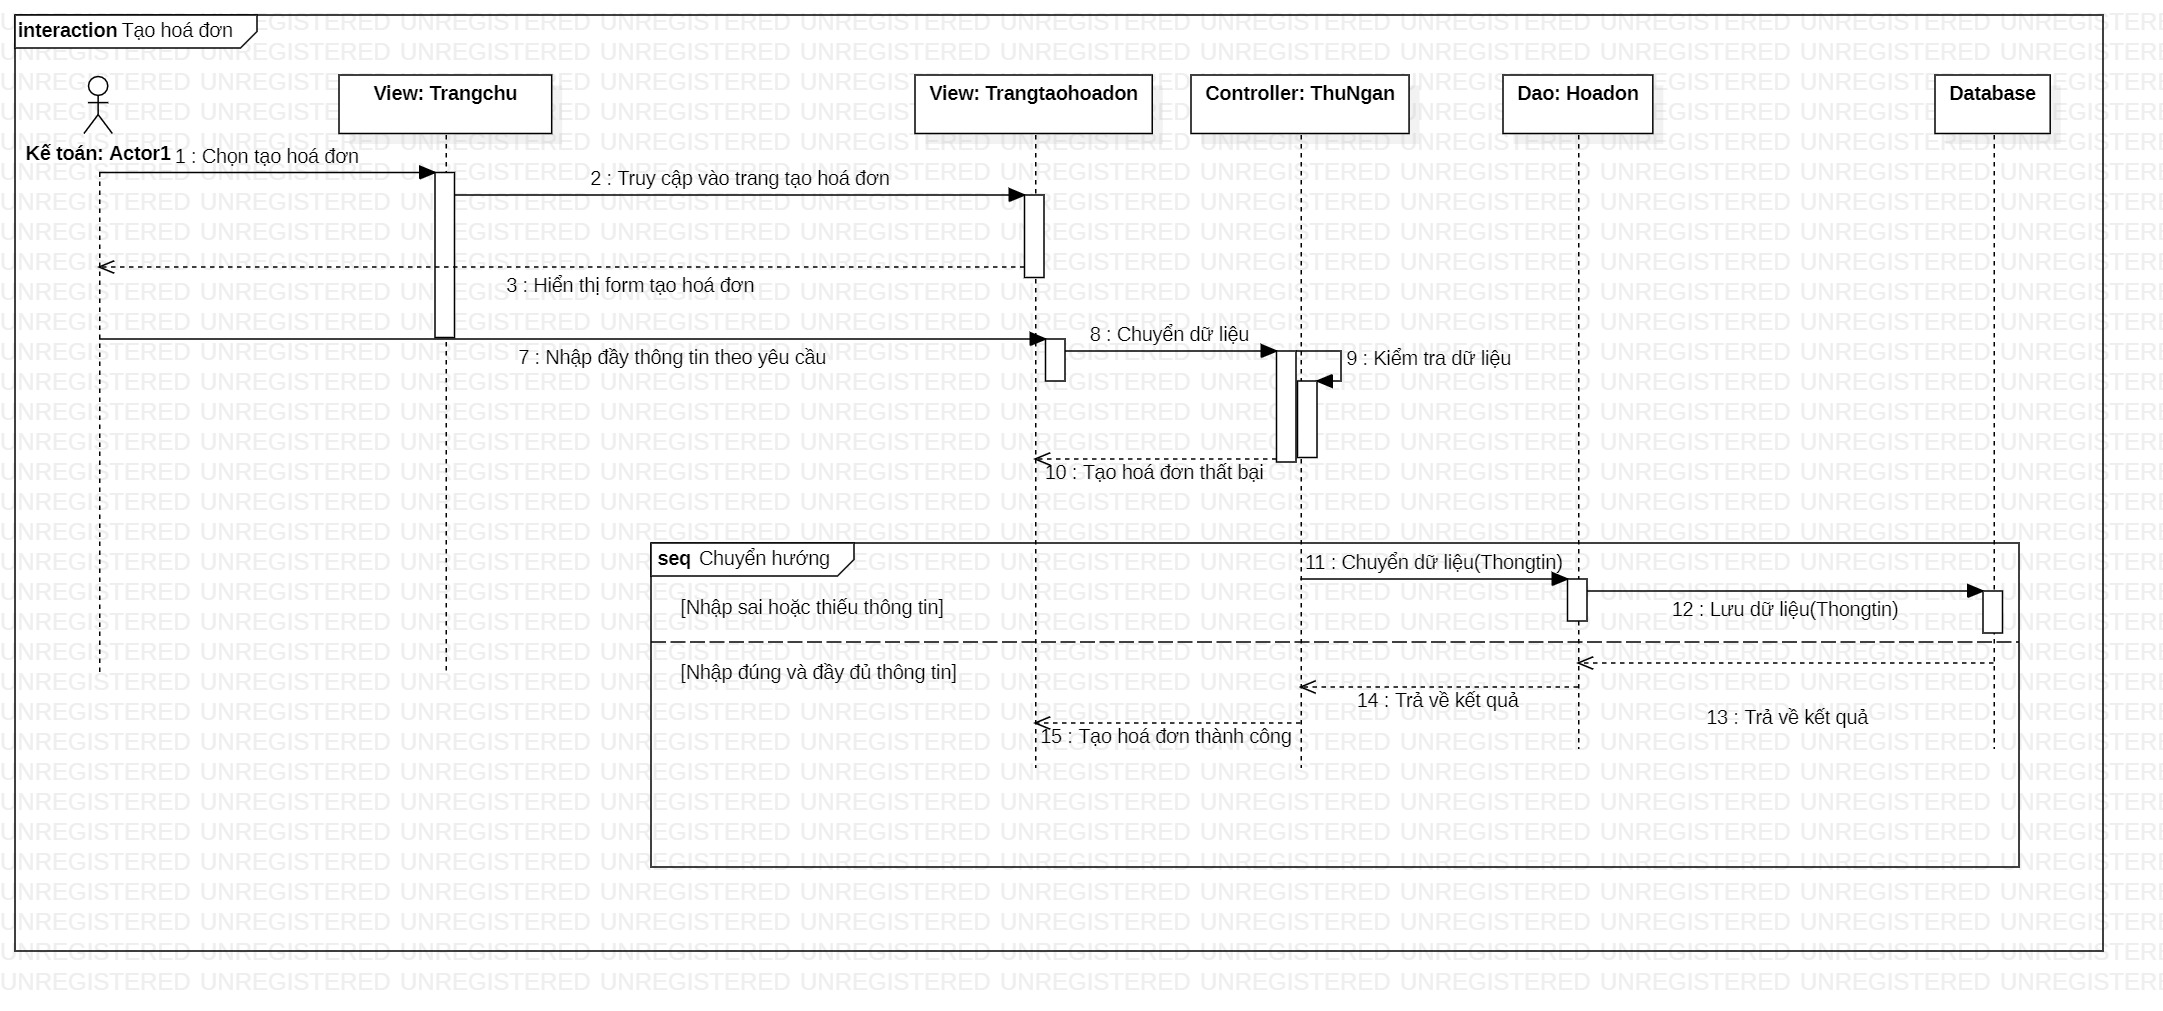 interaction Tạo hoá đơn
View: Trangchu
View: Trangtaohoadon
Controller: ThuNgan
Dao: Hoadon
Database
Kế toán: Actor1
1 : Chọn tạo hoá đơn
2 : Truy cập vào trang tạo hoá đơn
3 : Hiển thị form tạo hoá đơn
7 : Nhập đầy thông tin theo yêu cầu
8 : Chuyển dữ liệu
9 : Kiểm tra dữ liệu
10 : Tạo hoá đơn thất bại
seq Chuyển hướng
11 : Chuyển dữ liệu(Thongtin)
[Nhập sai hoặc thiếu thông tin]
12 : Lưu dữ liệu(Thongtin)
[Nhập đúng và đầy đủ thông tin]
14 : Trả về kết quả
13 : Trả về kết quả
15 : Tạo hoá đơn thành công
UNREGISTERED